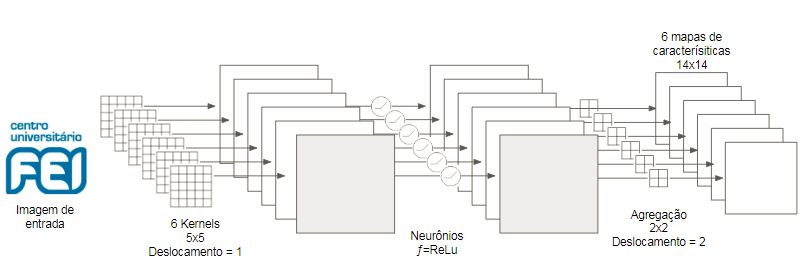 centro
universitário
FEI
Imagem de
entrada
6 Kernels
5x5
Deslocamento = 1
Neurônios
ƒ=ReLu
Agregação
2x2
Deslocamento = 2
6 mapas de
caracterísiticas
14x14